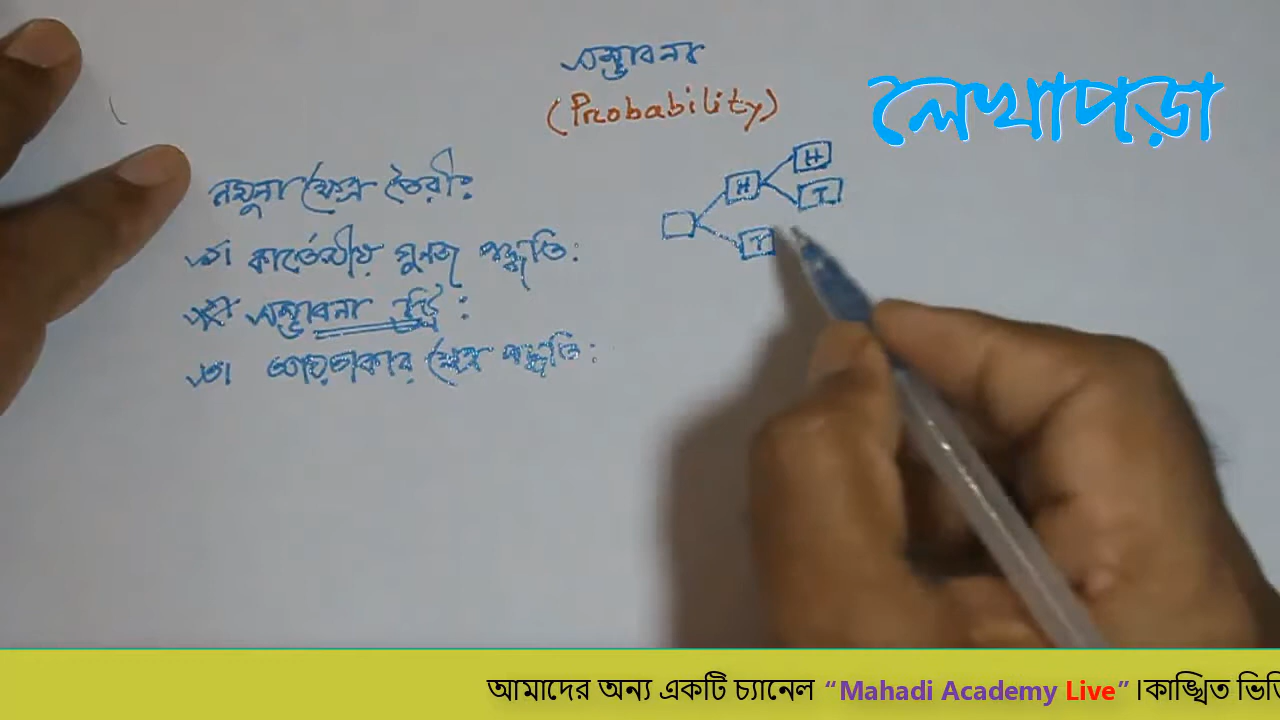 সম্ভাবনা
(Probability)
লেখাপড়া
নমুনা ক্ষেত্র তৈরী:
১। কার্তেসীয় গুনজ পদ্ধতি:
২। সম্ভাবনা ট্রি:
৩। আয়তাকার ক্ষেত্র পদ্ধতি:
H
H
T
T
আমাদের অন্য একটি চ্যানেল “Mahadi Academy Live” ।কাঙ্খিত ভিডি